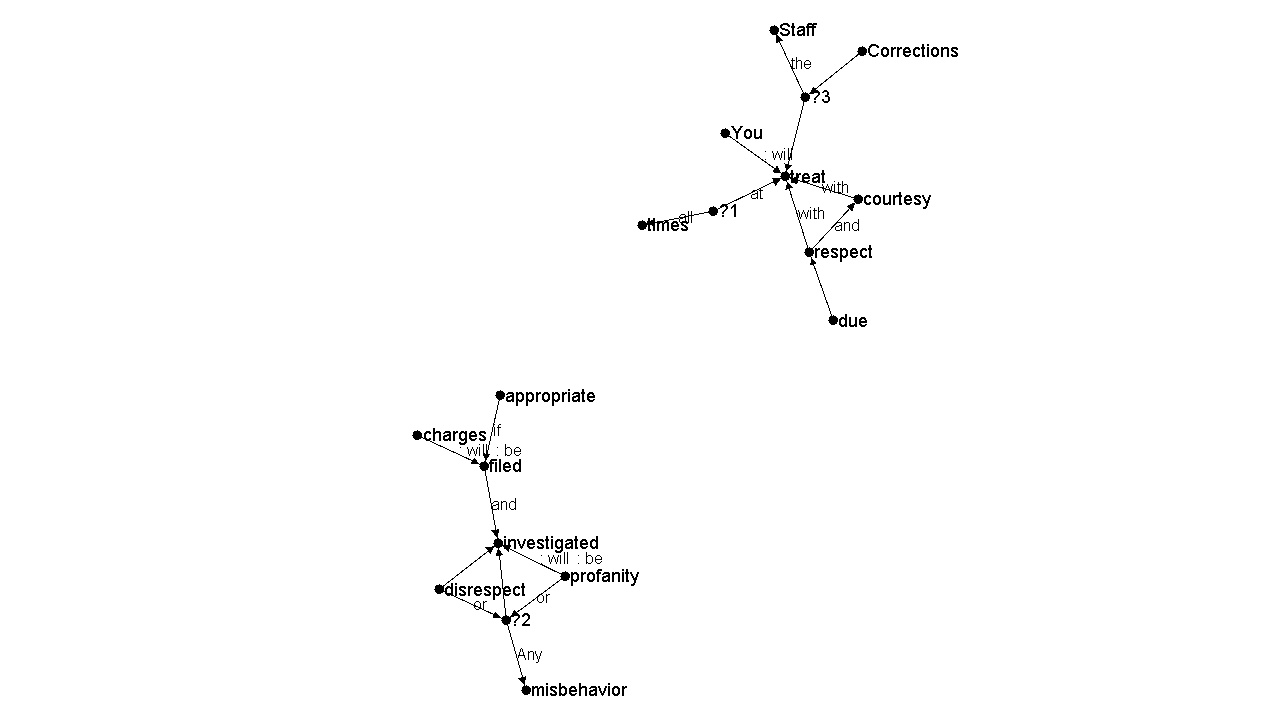 Staff
Corrections
the
?3
You
: will
treat
with
at
courtesy
?1
all
times
with
and
respect
due
appropriate
if
charges
: will : be
filed
and
investigated
: will : be
profanity
disrespect
or
or
?2
Any
misbehavior